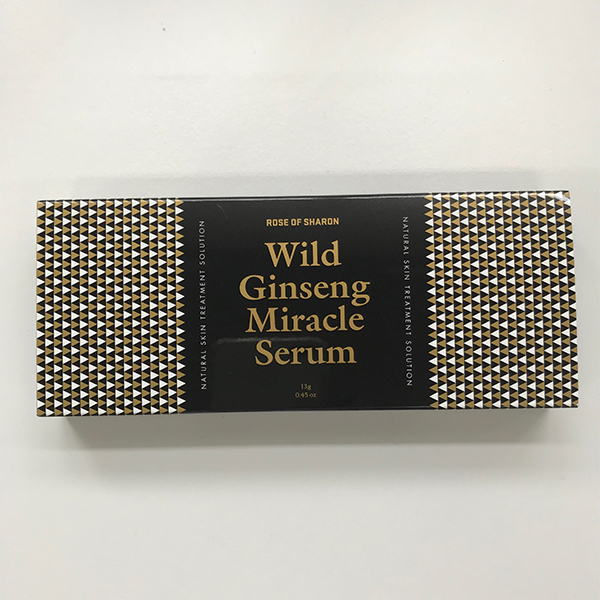 ROSE OF SHARON
Wild
Ginseng
Miracle
Serum
13g
0.45 oz
NATURAL SKIN TREATMENT SOLUTION
NATURAL SKIN TREATMENT SOLUTION